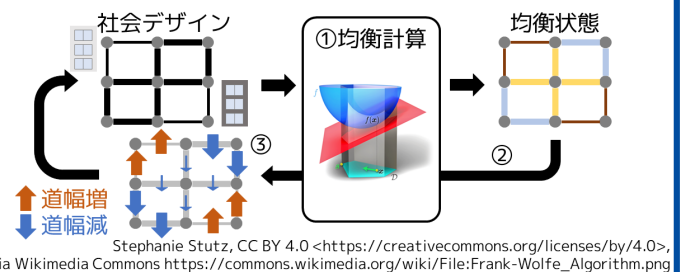 社会デザイン
①均衡計算
均衡状態
f
f(x)
D
②
③
道幅増
道幅減
Stephanie Stutz, CC BY 4.0 <https://creativecommons.org/licenses/by/4.0>,
ia Wikimedia Commons https://commons.wikimedia.org/wiki/File:Frank-Wolfe_Algorithm.png